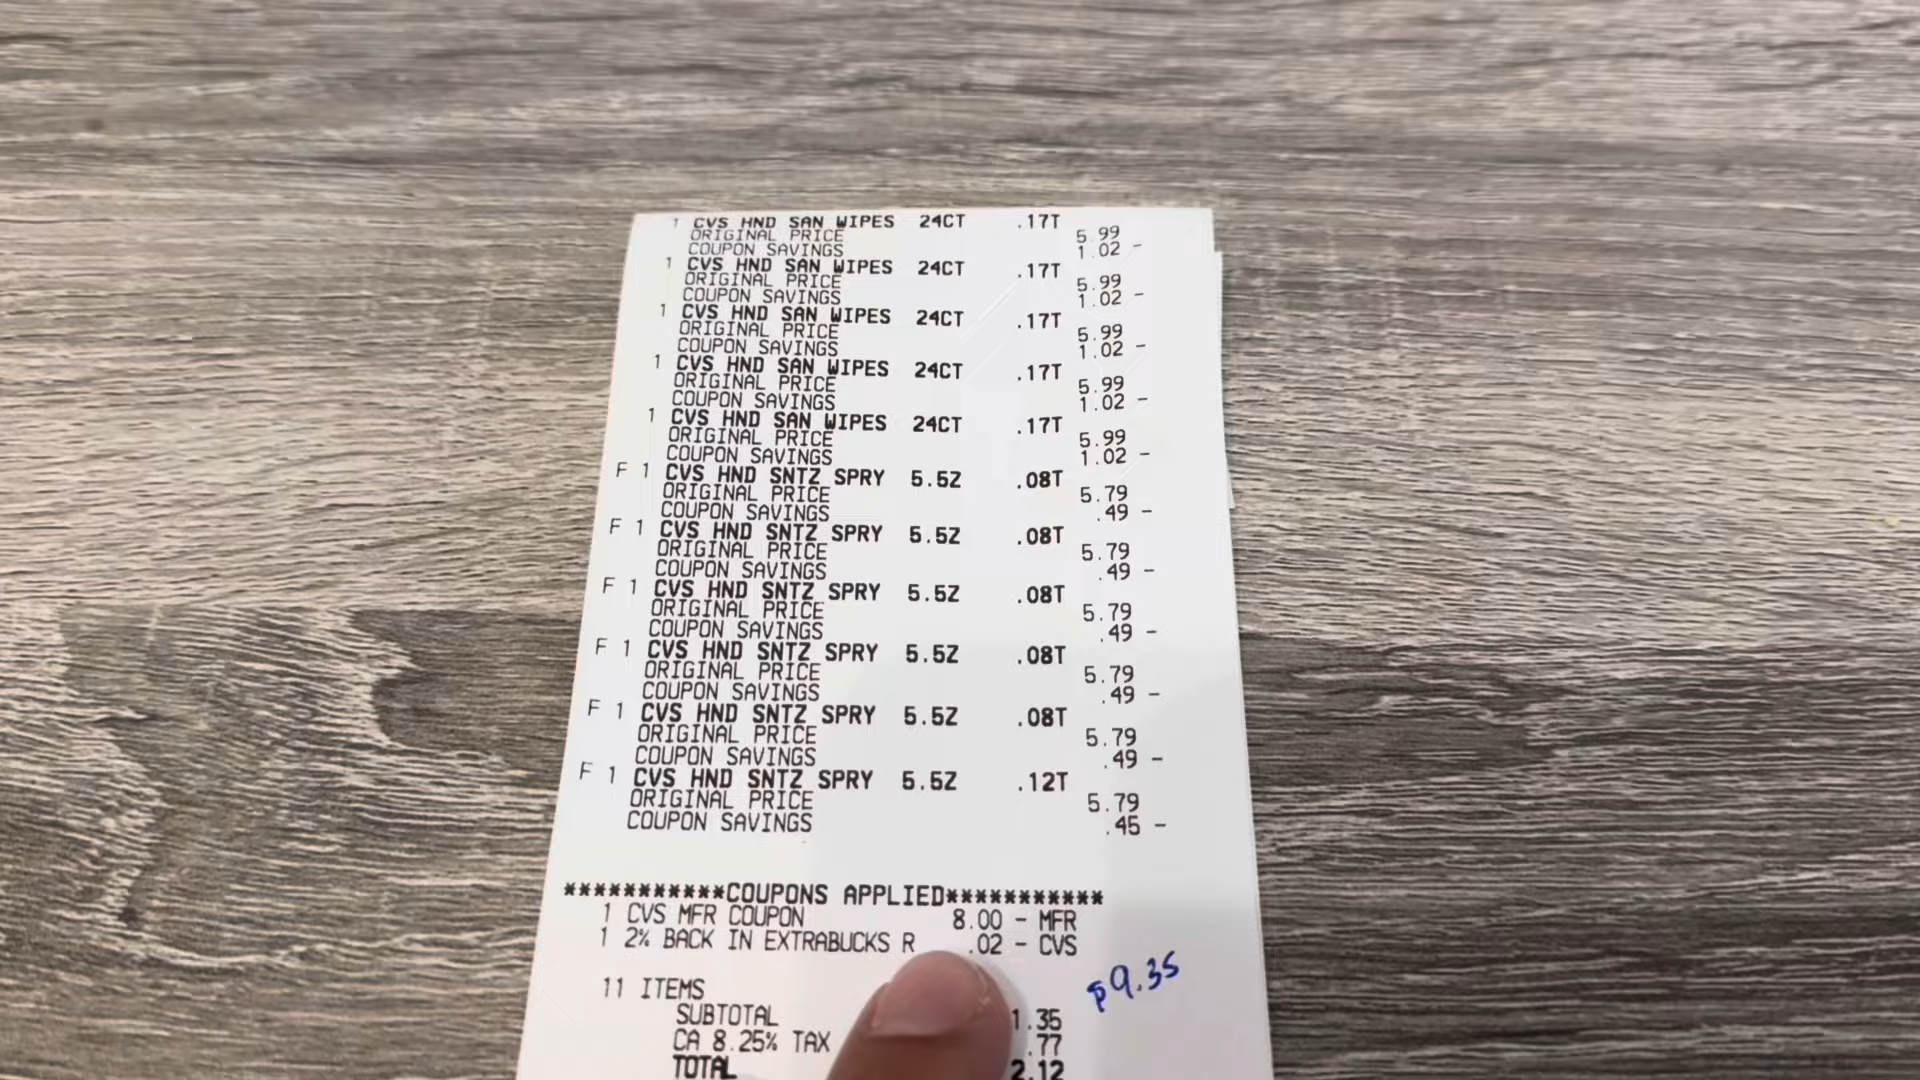 1 CVS HND SAN WIPES 24CT .17T
ORIGINAL PRICE 5.99
COUPON SAVINGS 1.02 -
1 CVS HND SAN WIPES 24CT .17T
ORIGINAL PRICE 5.99
COUPON SAVINGS 1.02 -
1 CVS HND SAN WIPES 24CT .17T
ORIGINAL PRICE 5.99
COUPON SAVINGS 1.02 -
1 CVS HND SAN WIPES 24CT .17T
ORIGINAL PRICE 5.99
COUPON SAVINGS 1.02 -
1 CVS HND SAN WIPES 24CT .17T
ORIGINAL PRICE 5.99
COUPON SAVINGS 1.02 -
F 1 CVS HND SNTZ SPRY 5.5Z .08T
ORIGINAL PRICE 5.79
COUPON SAVINGS .49 -
F 1 CVS HND SNTZ SPRY 5.5Z .08T
ORIGINAL PRICE 5.79
COUPON SAVINGS .49 -
F 1 CVS HND SNTZ SPRY 5.5Z .08T
ORIGINAL PRICE 5.79
COUPON SAVINGS .49 -
F 1 CVS HND SNTZ SPRY 5.5Z .08T
ORIGINAL PRICE 5.79
COUPON SAVINGS .49 -
F 1 CVS HND SNTZ SPRY 5.5Z .08T
ORIGINAL PRICE 5.79
COUPON SAVINGS .49 -
F 1 CVS HND SNTZ SPRY 5.5Z .12T
ORIGINAL PRICE 5.79
COUPON SAVINGS .45 -
***********COUPONS APPLIED***********
1 CVS MFR COUPON 8.00 - MFR
1 2% BACK IN EXTRABUCKS R .02 - CVS
$9.35
11 ITEMS
SUBTOTAL 1.35
CA 8.25% TAX .77
TOTAL 2.12